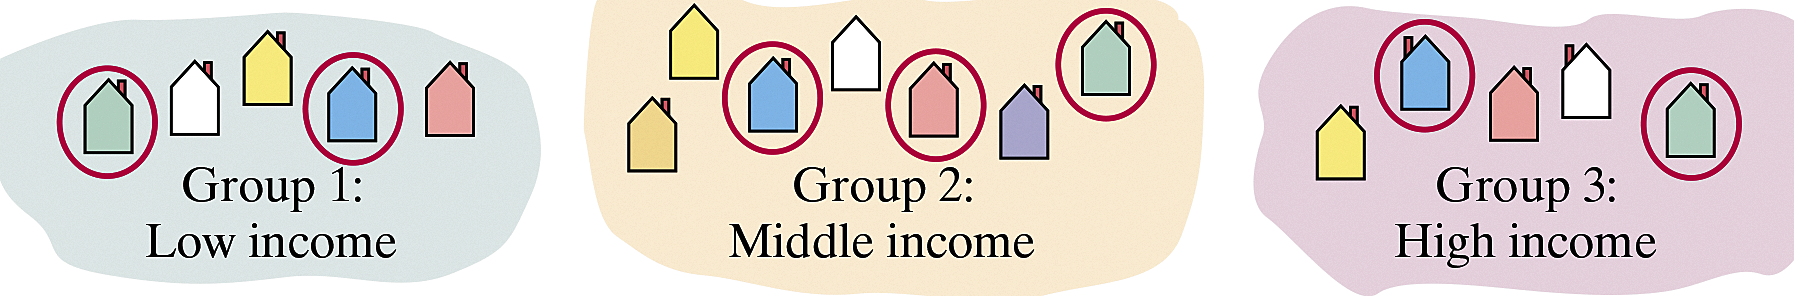 Group 1:
Low income
Group 2:
Middle income
Group 3:
High income